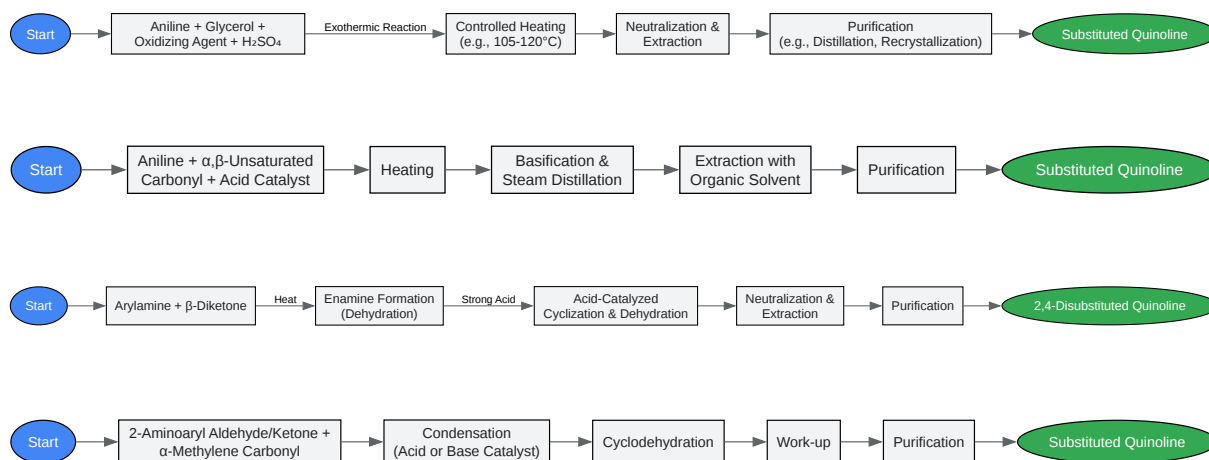 Start
Aniline + Glycerol +
Oxidizing Agent + H₂SO₄
Exothermic Reaction
Controlled Heating
(e.g., 105-120°C)
Neutralization &
Extraction
Purification
(e.g., Distillation, Recrystallization)
Substituted Quinoline
Start
Aniline + α,β-Unsaturated
Carbonyl + Acid Catalyst
Heating
Basification &
Steam Distillation
Extraction with
Organic Solvent
Purification
Substituted Quinoline
Start
Arylamine + β-Diketone
Heat
Enamine Formation
(Dehydration)
Strong Acid
Acid-Catalyzed
Cyclization & Dehydration
Neutralization &
Extraction
Purification
2,4-Disubstituted Quinoline
Start
2-Aminoaryl Aldehyde/Ketone +
α-Methylene Carbonyl
Condensation
(Acid or Base Catalyst)
Cyclodehydration
Work-up
Purification
Substituted Quinoline